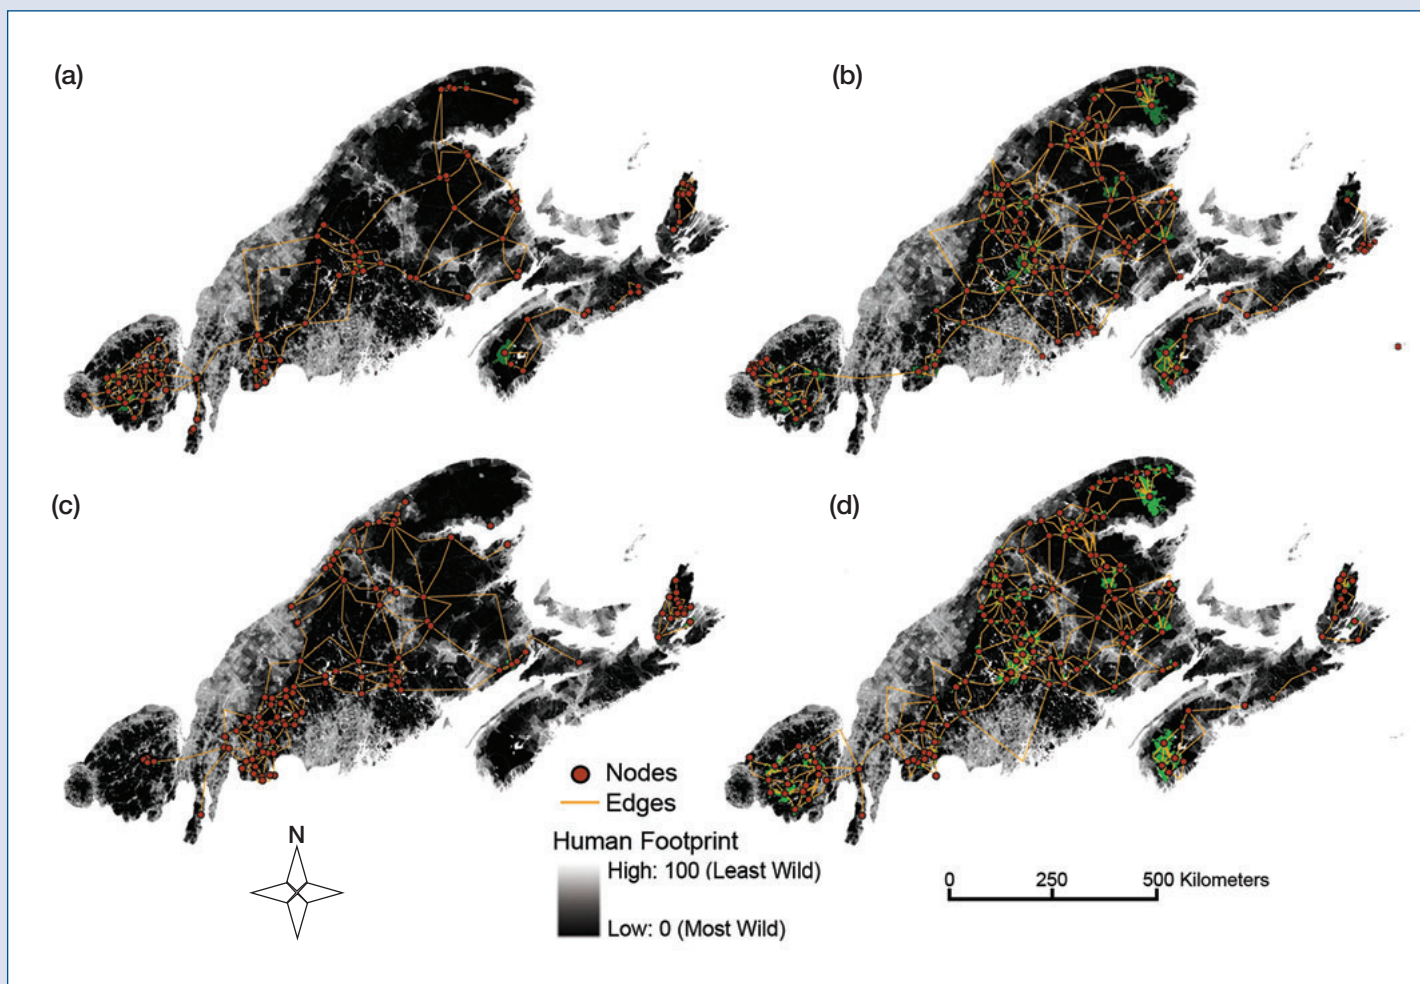 (a)
(b)
(c)
(d)
Nodes
Edges
Human Footprint
High: 100 (Least Wild)
Low: 0 (Most Wild)
N
0 250 500 Kilometers